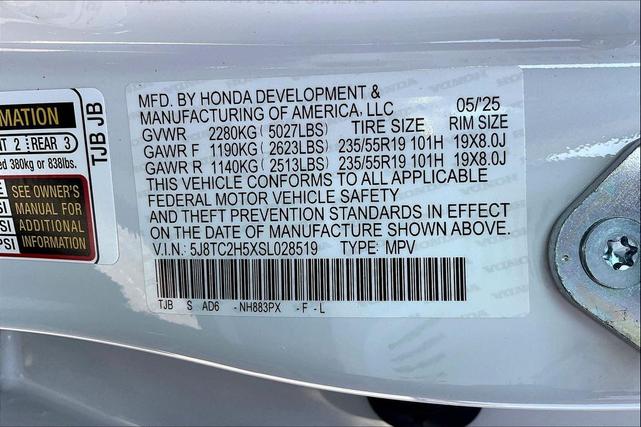 MFD. BY HONDA DEVELOPMENT &
MANUFACTURING OF AMERICA, LLC 05/'25
GVWR 2280KG ( 5027LBS) TIRE SIZE RIM SIZE
GAWR F 1190KG ( 2623LBS) 235/55R19 101H 19X8.0J
GAWR R 1140KG ( 2513LBS) 235/55R19 101H 19X8.0J
THIS VEHICLE CONFORMS TO ALL APPLICABLE
FEDERAL MOTOR VEHICLE SAFETY
AND THEFT PREVENTION STANDARDS IN EFFECT
ON THE DATE OF MANUFACTURE SHOWN ABOVE.
V.I.N.: 5J8TC2H5XSL028519 TYPE: MPV
TJB S AD6 -NH883PX -F -L
MATION
2 REAR 3
380kg or 838lbs.
SEE OWNER'S
MANUAL FOR
ADDITIONAL
INFORMATION
PSI
TJB JB
HONDA